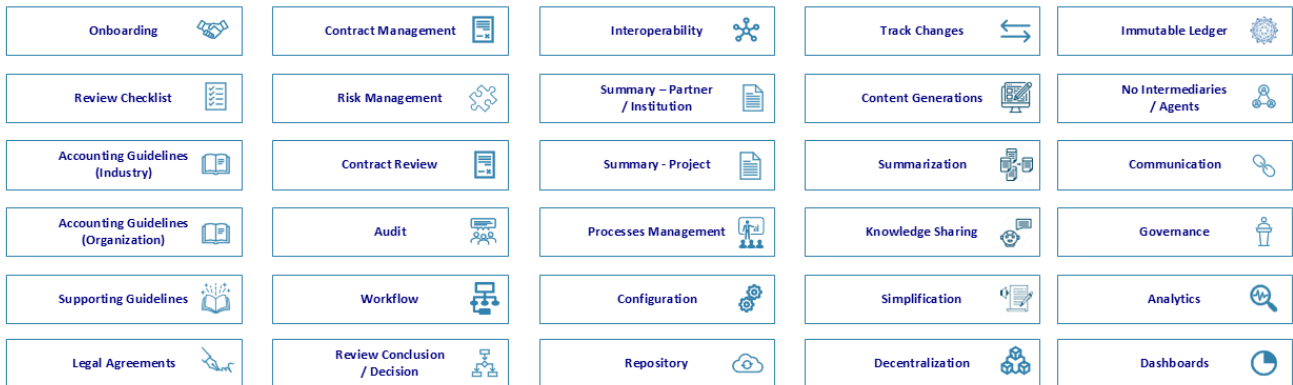 Onboarding
Contract Management
Interoperability
Track Changes
Immutable Ledger
Review Checklist
Risk Management
Summary – Partner
/ Institution
Content Generations
No Intermediaries
/ Agents
Accounting Guidelines
(Industry)
Contract Review
Summary - Project
Summarization
Communication
Accounting Guidelines
(Organization)
Audit
Processes Management
Knowledge Sharing
Governance
Supporting Guidelines
Workflow
Configuration
Simplification
Analytics
Legal Agreements
Review Conclusion
/ Decision
Repository
Decentralization
Dashboards